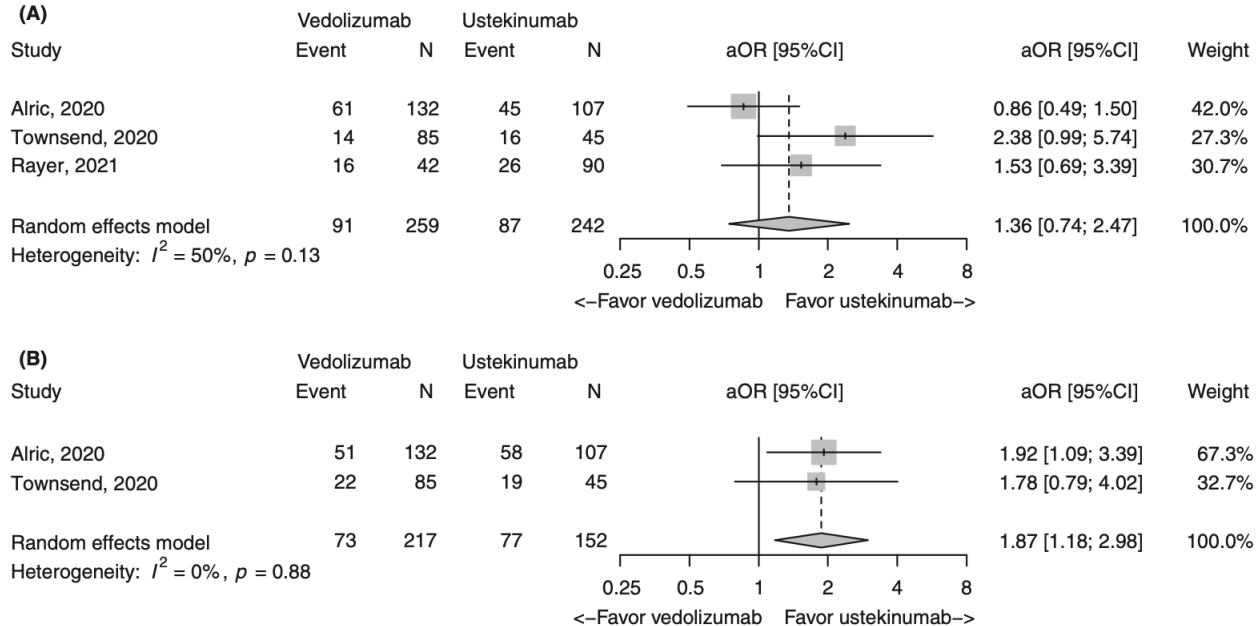 (A)
Vedolizumab Ustekinumab
Study Event N Event N aOR [95%CI] aOR [95%CI] Weight
Alric, 2020 61 132 45 107 0.86 [0.49; 1.50] 42.0%
Townsend, 2020 14 85 16 45 2.38 [0.99; 5.74] 27.3%
Rayer, 2021 16 42 26 90 1.53 [0.69; 3.39] 30.7%
Random effects model 91 259 87 242 1.36 [0.74; 2.47] 100.0%
Heterogeneity: I² = 50%, p = 0.13
0.25 0.5 1 2 4 8
<−Favor vedolizumab Favor ustekinumab−>
(B)
Vedolizumab Ustekinumab
Study Event N Event N aOR [95%CI] aOR [95%CI] Weight
Alric, 2020 51 132 58 107 1.92 [1.09; 3.39] 67.3%
Townsend, 2020 22 85 19 45 1.78 [0.79; 4.02] 32.7%
Random effects model 73 217 77 152 1.87 [1.18; 2.98] 100.0%
Heterogeneity: I² = 0%, p = 0.88
0.25 0.5 1 2 4 8
<−Favor vedolizumab Favor ustekinumab−>